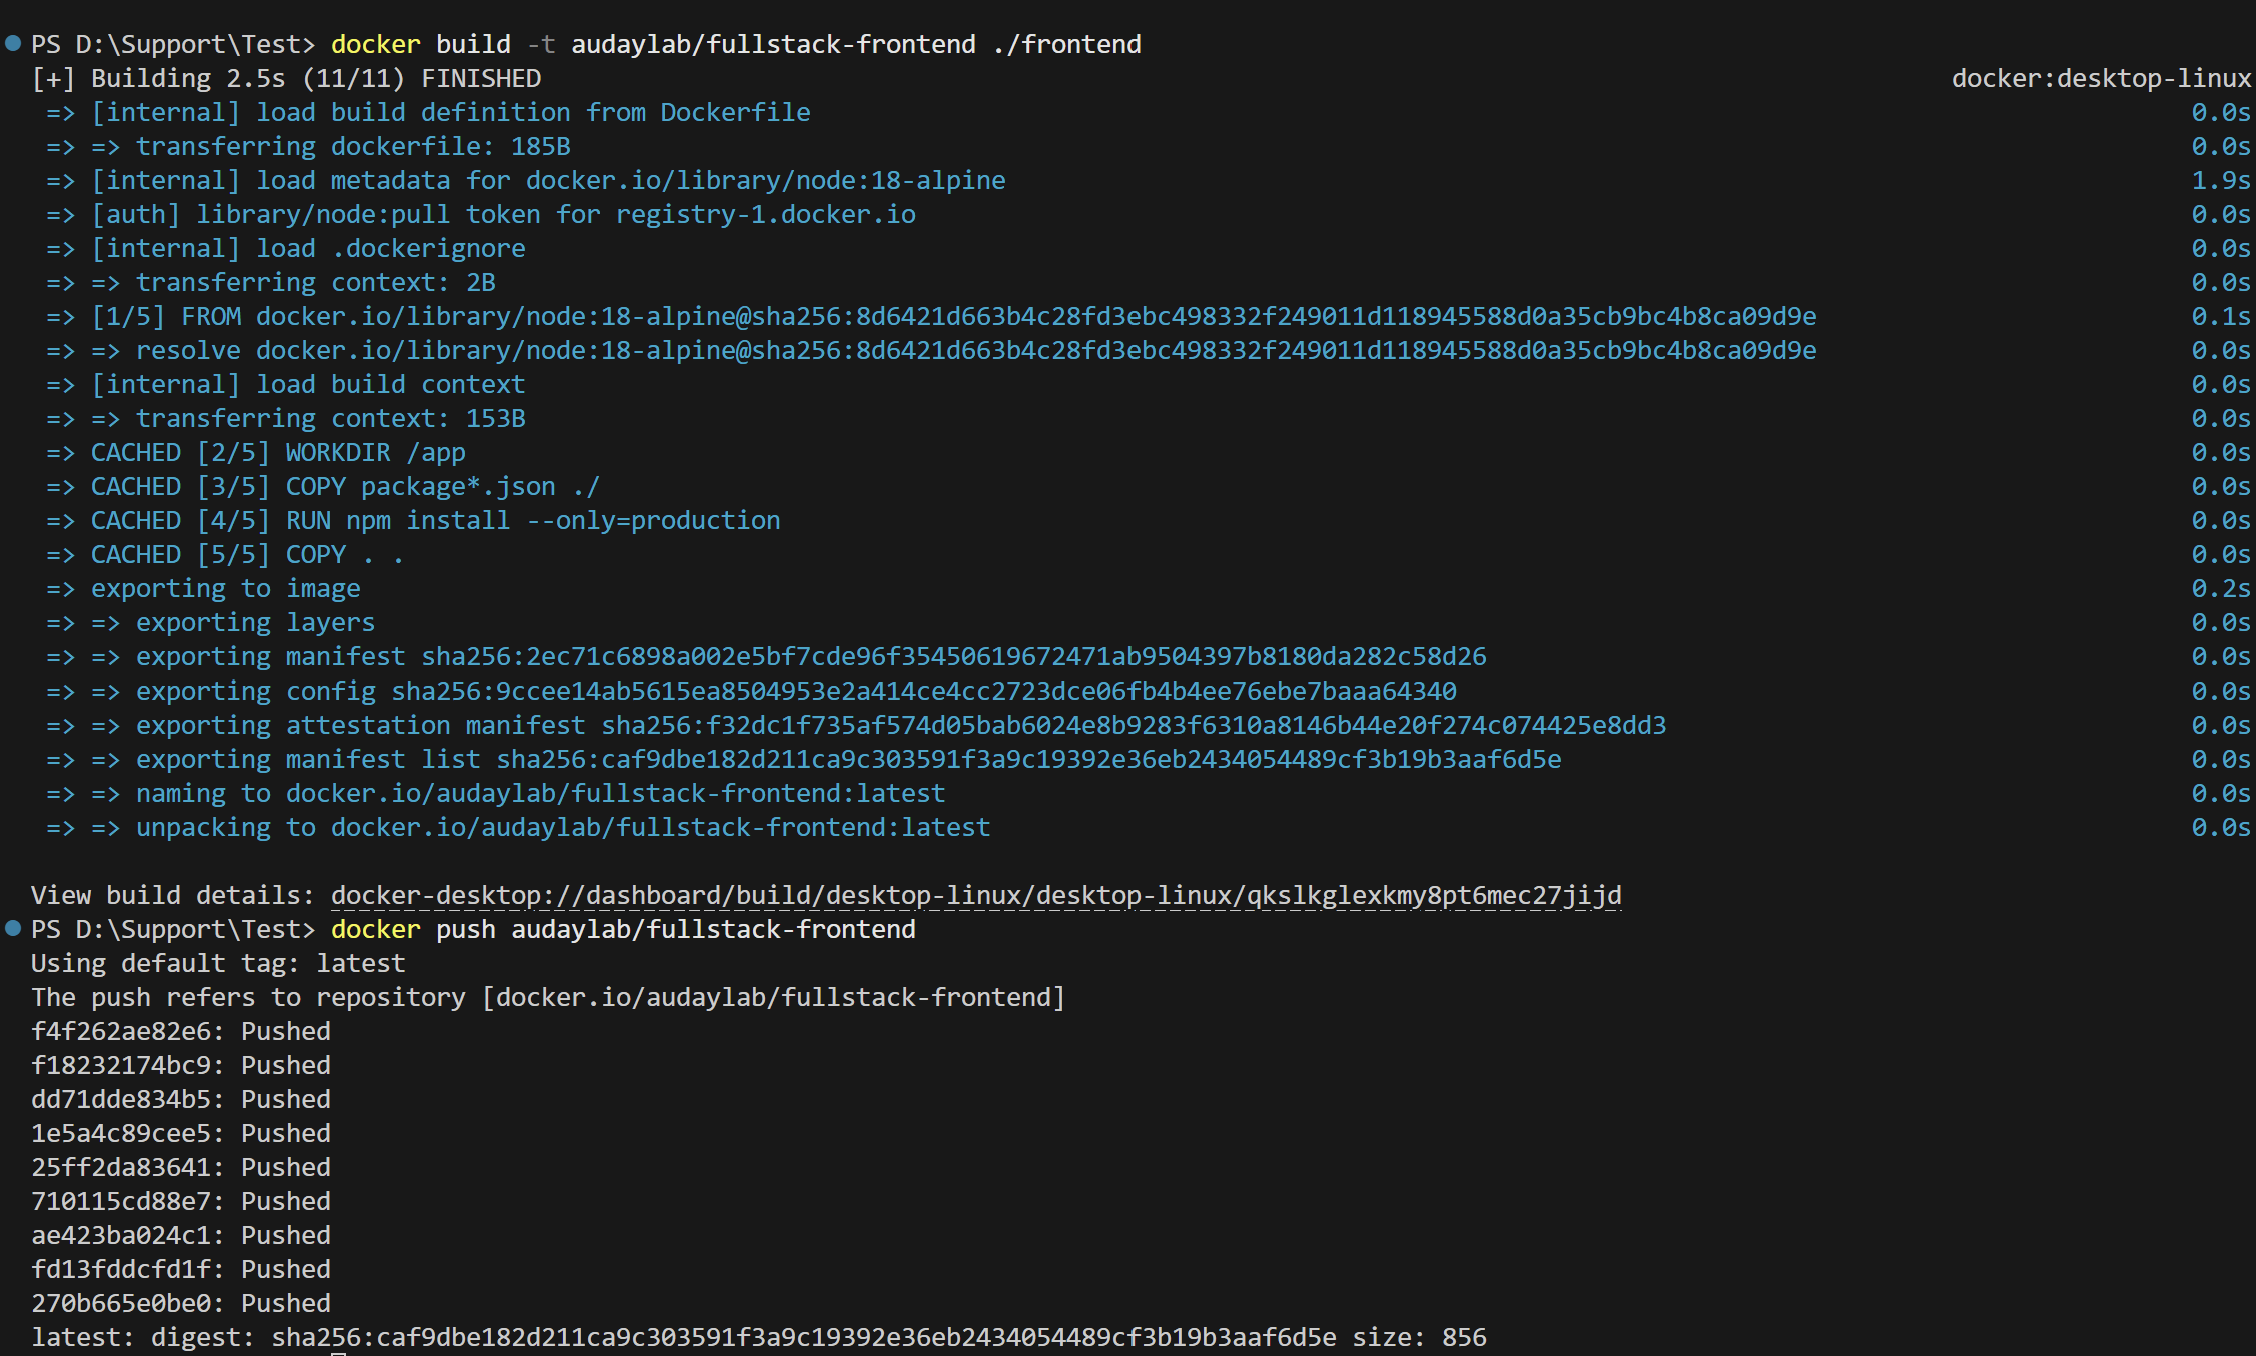 PS D:\Support\Test> docker build -t audaylab/fullstack-frontend ./frontend
[+] Building 2.5s (11/11) FINISHED docker:desktop-linux
=> [internal] load build definition from Dockerfile 0.0s
=> => transferring dockerfile: 185B 0.0s
=> [internal] load metadata for docker.io/library/node:18-alpine 1.9s
=> [auth] library/node:pull token for registry-1.docker.io 0.0s
=> [internal] load .dockerignore 0.0s
=> => transferring context: 2B 0.0s
=> [1/5] FROM docker.io/library/node:18-alpine@sha256:8d6421d663b4c28fd3ebc498332f249011d118945588d0a35cb9bc4b8ca09d9e 0.1s
=> => resolve docker.io/library/node:18-alpine@sha256:8d6421d663b4c28fd3ebc498332f249011d118945588d0a35cb9bc4b8ca09d9e 0.0s
=> [internal] load build context 0.0s
=> => transferring context: 153B 0.0s
=> CACHED [2/5] WORKDIR /app 0.0s
=> CACHED [3/5] COPY package*.json ./ 0.0s
=> CACHED [4/5] RUN npm install --only=production 0.0s
=> CACHED [5/5] COPY . . 0.0s
=> exporting to image 0.2s
=> => exporting layers 0.0s
=> => exporting manifest sha256:2ec71c6898a002e5bf7cde96f35450619672471ab9504397b8180da282c58d26 0.0s
=> => exporting config sha256:9ccee14ab5615ea8504953e2a414ce4cc2723dce06fb4b4ee76ebe7baaa64340 0.0s
=> => exporting attestation manifest sha256:f32dc1f735af574d05bab6024e8b9283f6310a8146b44e20f274c074425e8dd3 0.0s
=> => exporting manifest list sha256:caf9dbe182d211ca9c303591f3a9c19392e36eb2434054489cf3b19b3aaf6d5e 0.0s
=> => naming to docker.io/audaylab/fullstack-frontend:latest 0.0s
=> => unpacking to docker.io/audaylab/fullstack-frontend:latest 0.0s
View build details: docker-desktop://dashboard/build/desktop-linux/desktop-linux/qkslkglexkmy8pt6mec27jijd
PS D:\Support\Test> docker push audaylab/fullstack-frontend
Using default tag: latest
The push refers to repository [docker.io/audaylab/fullstack-frontend]
f4f262ae82e6: Pushed
f18232174bc9: Pushed
dd71dde834b5: Pushed
1e5a4c89cee5: Pushed
25ff2da83641: Pushed
710115cd88e7: Pushed
ae423ba024c1: Pushed
fd13fddcfd1f: Pushed
270b665e0be0: Pushed
latest: digest: sha256:caf9dbe182d211ca9c303591f3a9c19392e36eb2434054489cf3b19b3aaf6d5e size: 856